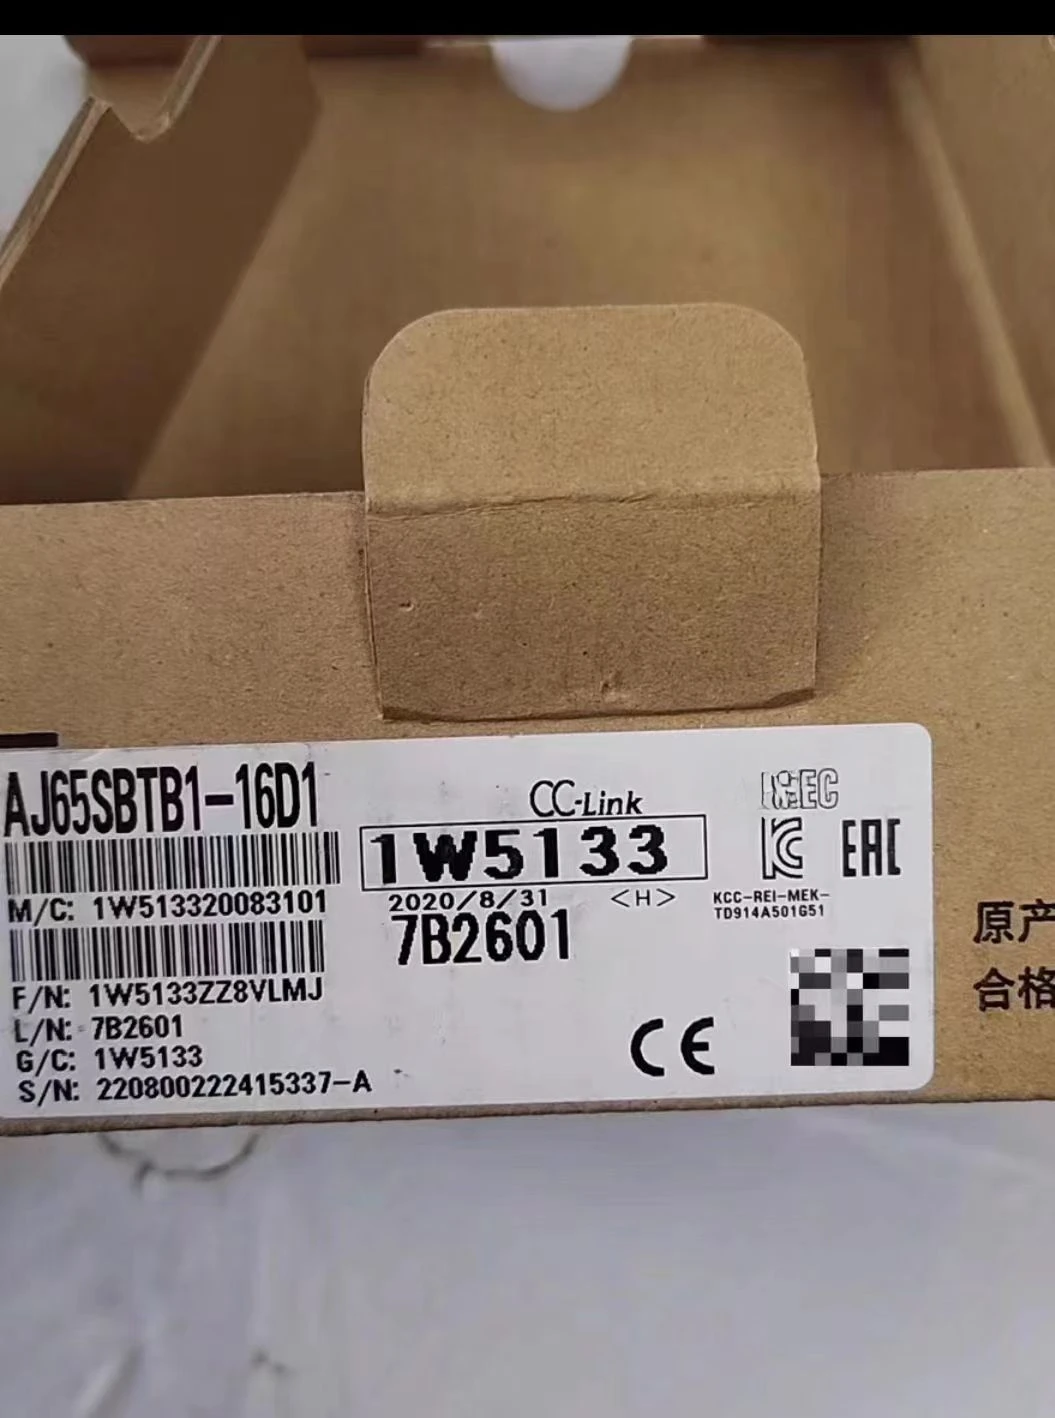 AJ65SBTB1-16D1
M/C: 1W513320083101
F/N: 1W5133ZZ8VLMJ
L/N: 7B2601
G/C: 1W5133
S/N: 220800222415337-A
CC-Link
1W5133
2020/8/31 <H>
7B2601
KCC-REI-MEK-
TD914A501G51
EAC
CE
原产
合格